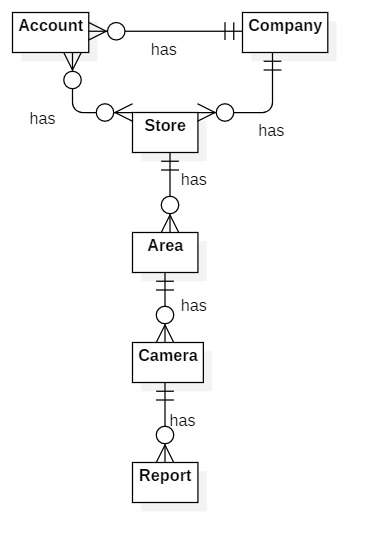 Account
Company
has
has
has
Store
has
Area
has
Camera
has
Report